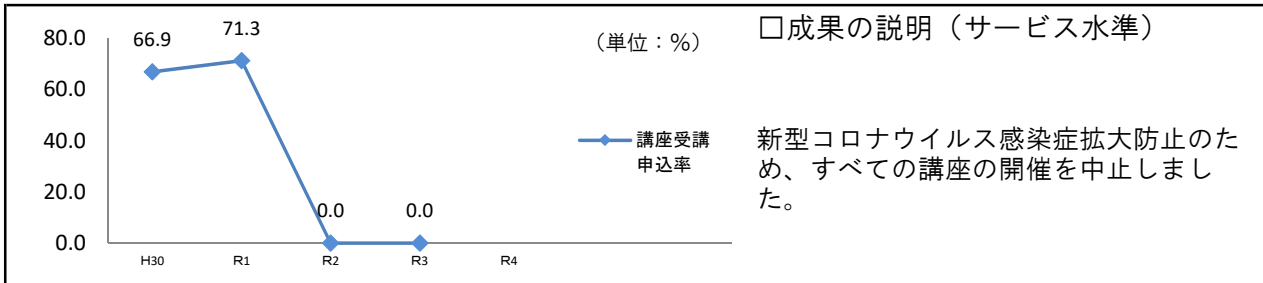 80.0
60.0
40.0
20.0
0.0
66.9
71.3
0.0
0.0
H30
R1
R2
R3
R4
（単位：％）
講座受講
申込率
□成果の説明（サービス水準）
新型コロナウイルス感染症拡大防止のた
め、すべての講座の開催を中止しまし
た。